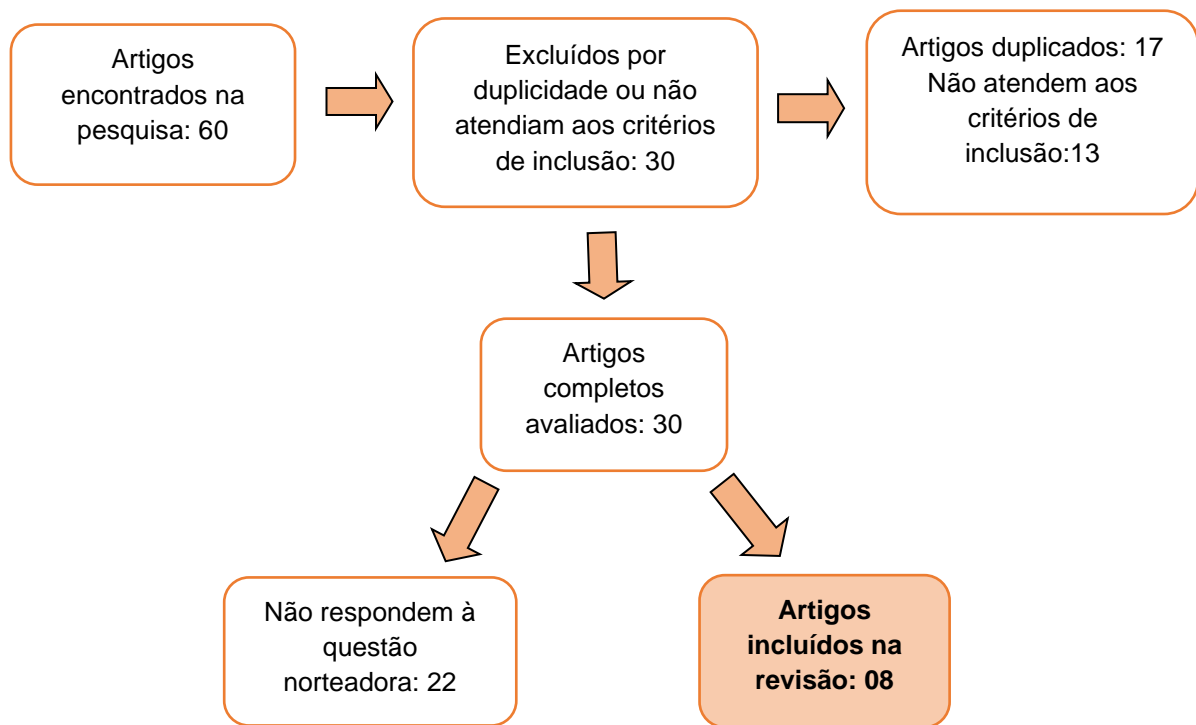 Artigos
encontrados na
pesquisa: 60
Excluídos por
duplicidade ou não
atendiam aos critérios
de inclusão: 30
Artigos duplicados: 17
Não atendem aos
critérios de
inclusão:13
Artigos
completos
avaliados: 30
Não respondem à
questão
norteadora: 22
Artigos
incluídos na
revisão: 08